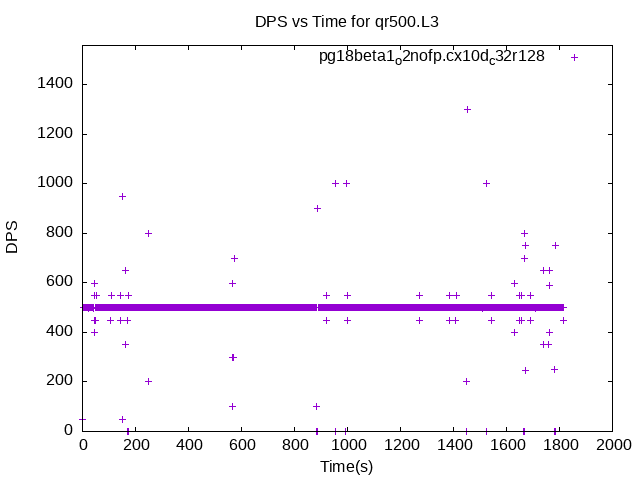 DPS vs Time for qr500.L3
pg18beta1o2nofp.cx10dc32r128
1400
1200
1000
800
600
400
200
0
DPS
0 200 400 600 800 1000 1200 1400 1600 1800 2000
Time(s)